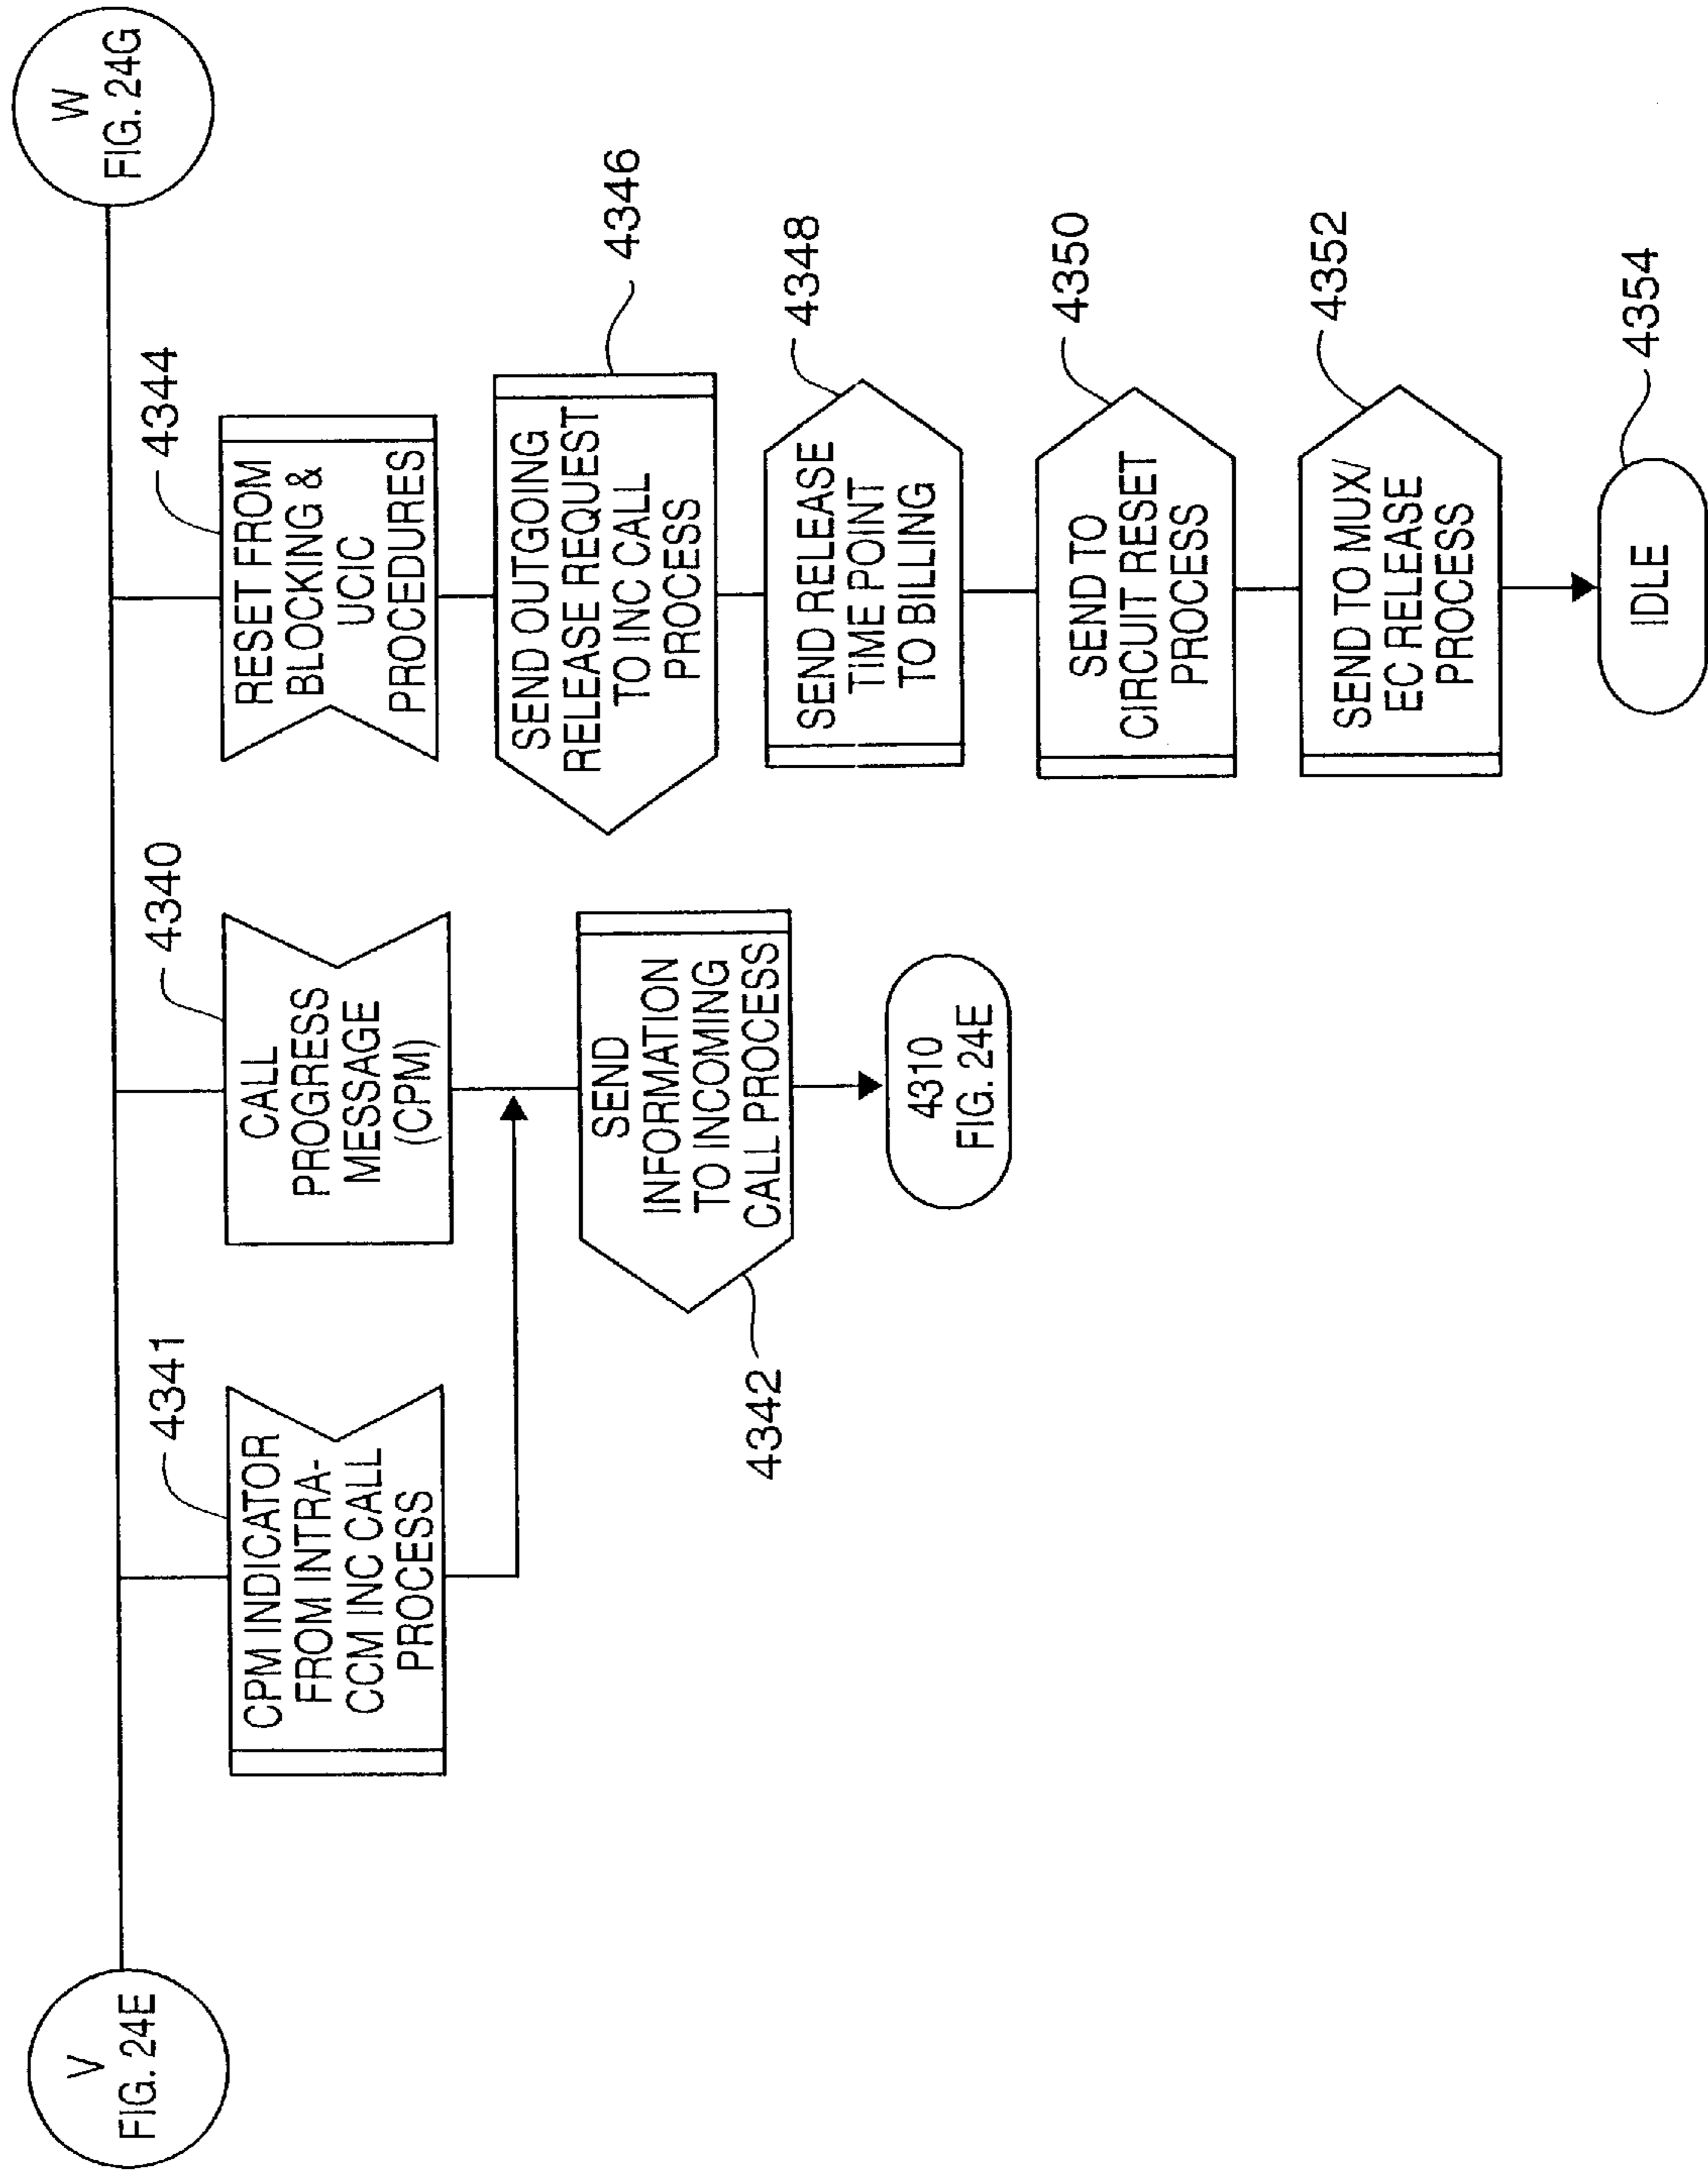 V
FIG. 24E
W
FIG. 24G
4341
CPM INDICATOR
FROM INTRA-
CCM INC CALL
PROCESS
4340
CALL
PROGRESS
MESSAGE
(CPM)
4342
SEND
INFORMATION
TO INCOMING
CALL PROCESS
4310
FIG. 24E
4344
RESET FROM
BLOCKING &
UCIC
PROCEDURES
4346
SEND OUTGOING
RELEASE REQUEST
TO INC CALL
PROCESS
4348
SEND RELEASE
TIME POINT
TO BILLING
4350
SEND TO
CIRCUIT RESET
PROCESS
4352
SEND TO MUX/
EC RELEASE
PROCESS
4354
IDLE